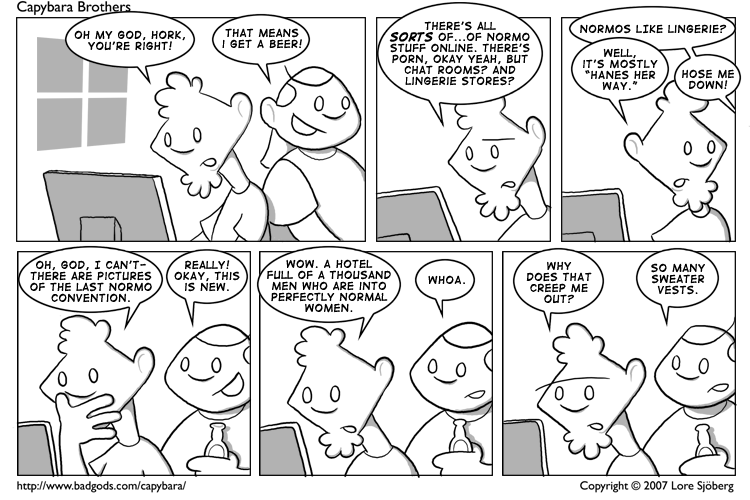 Capybara Brothers
OH MY GOD, HORK,
YOU'RE RIGHT!
THAT MEANS
I GET A BEER!
THERE'S ALL
SORTS OF...OF NORMO
STUFF ONLINE. THERE'S
PORN, OKAY YEAH, BUT
CHAT ROOMS? AND
LINGERIE STORES?
NORMOS LIKE LINGERIE?
WELL,
IT'S MOSTLY
"HANES HER
WAY."
HOSE ME
DOWN!
OH, GOD, I CAN'T–
THERE ARE PICTURES
OF THE LAST NORMO
CONVENTION.
REALLY!
OKAY, THIS
IS NEW.
WOW. A HOTEL
FULL OF A THOUSAND
MEN WHO ARE INTO
PERFECTLY NORMAL
WOMEN.
WHOA.
WHY
DOES THAT
CREEP ME
OUT?
SO MANY
SWEATER
VESTS.
http://www.badgods.com/capybara/
Copyright © 2007 Lore Sjöberg